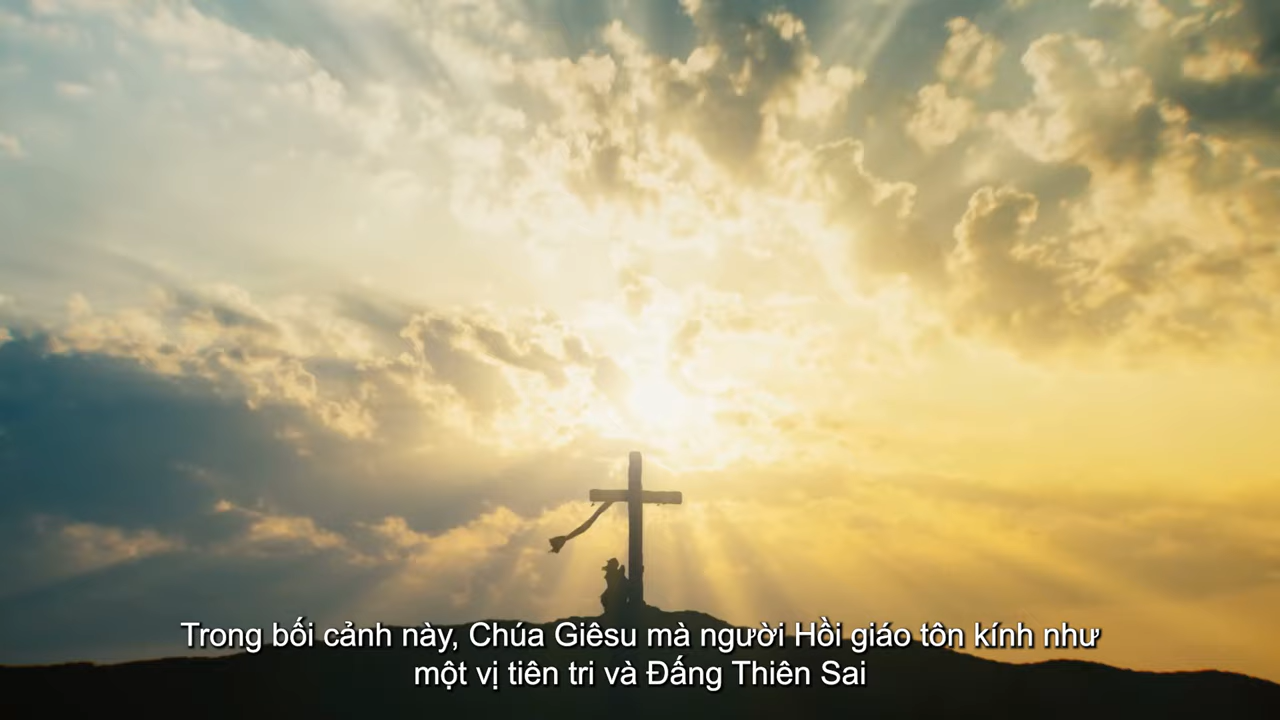 Trong bối cảnh này, Chúa Giêsu mà người Hồi giáo tôn kính như
một vị tiên tri và Đấng Thiên Sai